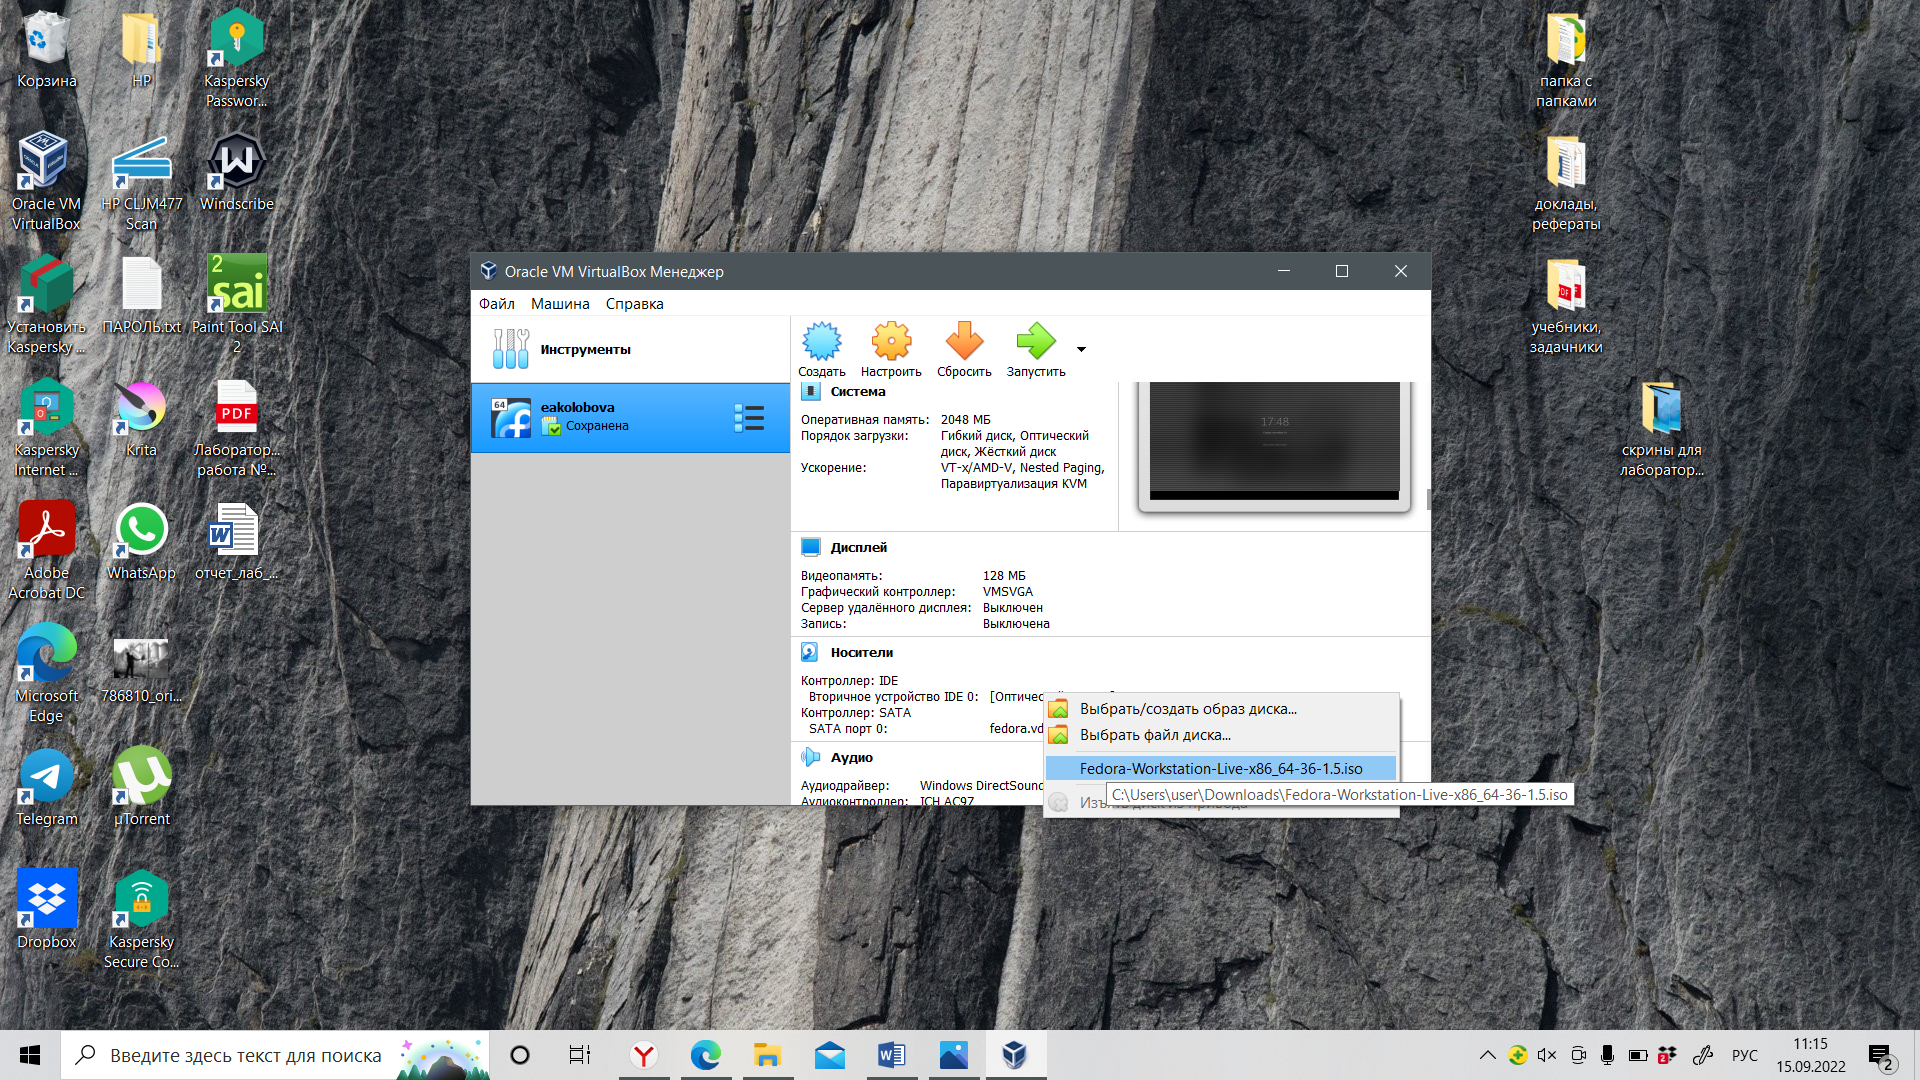 Корзина
HP
Kaspersky
Passwor...
Oracle VM
VirtualBox
HP CLJM477
Scan
Windscribe
Установить
Kaspersky ...
ПАРОЛЬ.txt
2
sai
Paint Tool SAI
2
Kaspersky
Internet ...
Krita
PDF
Лаборатор...
работа №...
Adobe
Acrobat DC
WhatsApp
отчет_лаб_...
Microsoft
Edge
786810_ori...
Telegram
µTorrent
Dropbox
Kaspersky
Secure Co...
папка с
папками
доклады,
рефераты
PDF
учебники,
задачники
скрины для
лаборатор...
Oracle VM VirtualBox Менеджер
Файл Машина Справка
Инструменты
64
eakolobova
Сохранена
Создать Настроить Сбросить Запустить
Система
Оперативная память: 2048 МБ
Порядок загрузки: Гибкий диск, Оптический
диск, Жёсткий диск
Ускорение: VT-x/AMD-V, Nested Paging,
Паравиртуализация KVM
17:48
Дисплей
Видеопамять: 128 МБ
Графический контроллер: VMSVGA
Сервер удалённого дисплея: Выключен
Запись: Выключена
Носители
Контроллер: IDE
Вторичное устройство IDE 0:
Контроллер: SATA
SATA порт 0: fedora.vd
Аудио
Аудиодрайвер: Windows DirectSound
Аудиоконтроллер: ICH AC97
Выбрать/создать образ диска...
Выбрать файл диска...
Fedora-Workstation-Live-x86_64-36-1.5.iso
C:\Users\user\Downloads\Fedora-Workstation-Live-x86_64-36-1.5.iso
Введите здесь текст для поиска
РУС
11:15
15.09.2022
2